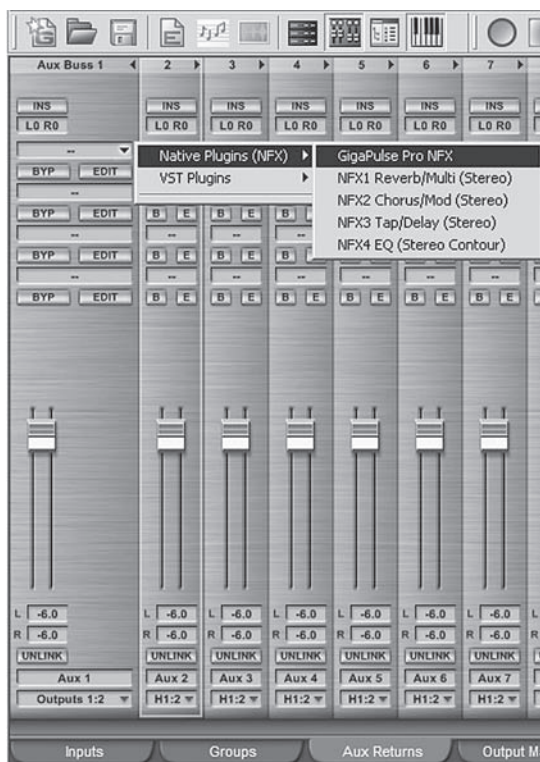 Aux Buss 1 2 3 4 5 6 7
INS INS INS INS INS INS INS
L0 R0 L0 R0 L0 R0 L0 R0 L0 R0 L0 R0 L0 R0
-- Native Plugins (NFX) GigaPulse Pro NFX
BYP EDIT VST Plugins NFX1 Reverb/Multi (Stereo)
-- NFX2 Chorus/Mod (Stereo)
BYP EDIT B E B E B NFX3 Tap/Delay (Stereo)
-- -- -- NFX4 EQ (Stereo Contour)
BYP EDIT B E B E B E B E B E B E
-- -- -- -- -- -- --
BYP EDIT B E B E B E B E B E B E
L -6.0 L -6.0 L -6.0 L -6.0 L -6.0 L -6.0 L -6.0 L
R -6.0 R -6.0 R -6.0 R -6.0 R -6.0 R -6.0 R -6.0 R
UNLINK UNLINK UNLINK UNLINK UNLINK UNLINK UNLINK
Aux 1 Aux 2 Aux 3 Aux 4 Aux 5 Aux 6 Aux 7
Outputs 1:2 H1:2 H1:2 H1:2 H1:2 H1:2 H1:2
Inputs Groups Aux Returns Output M